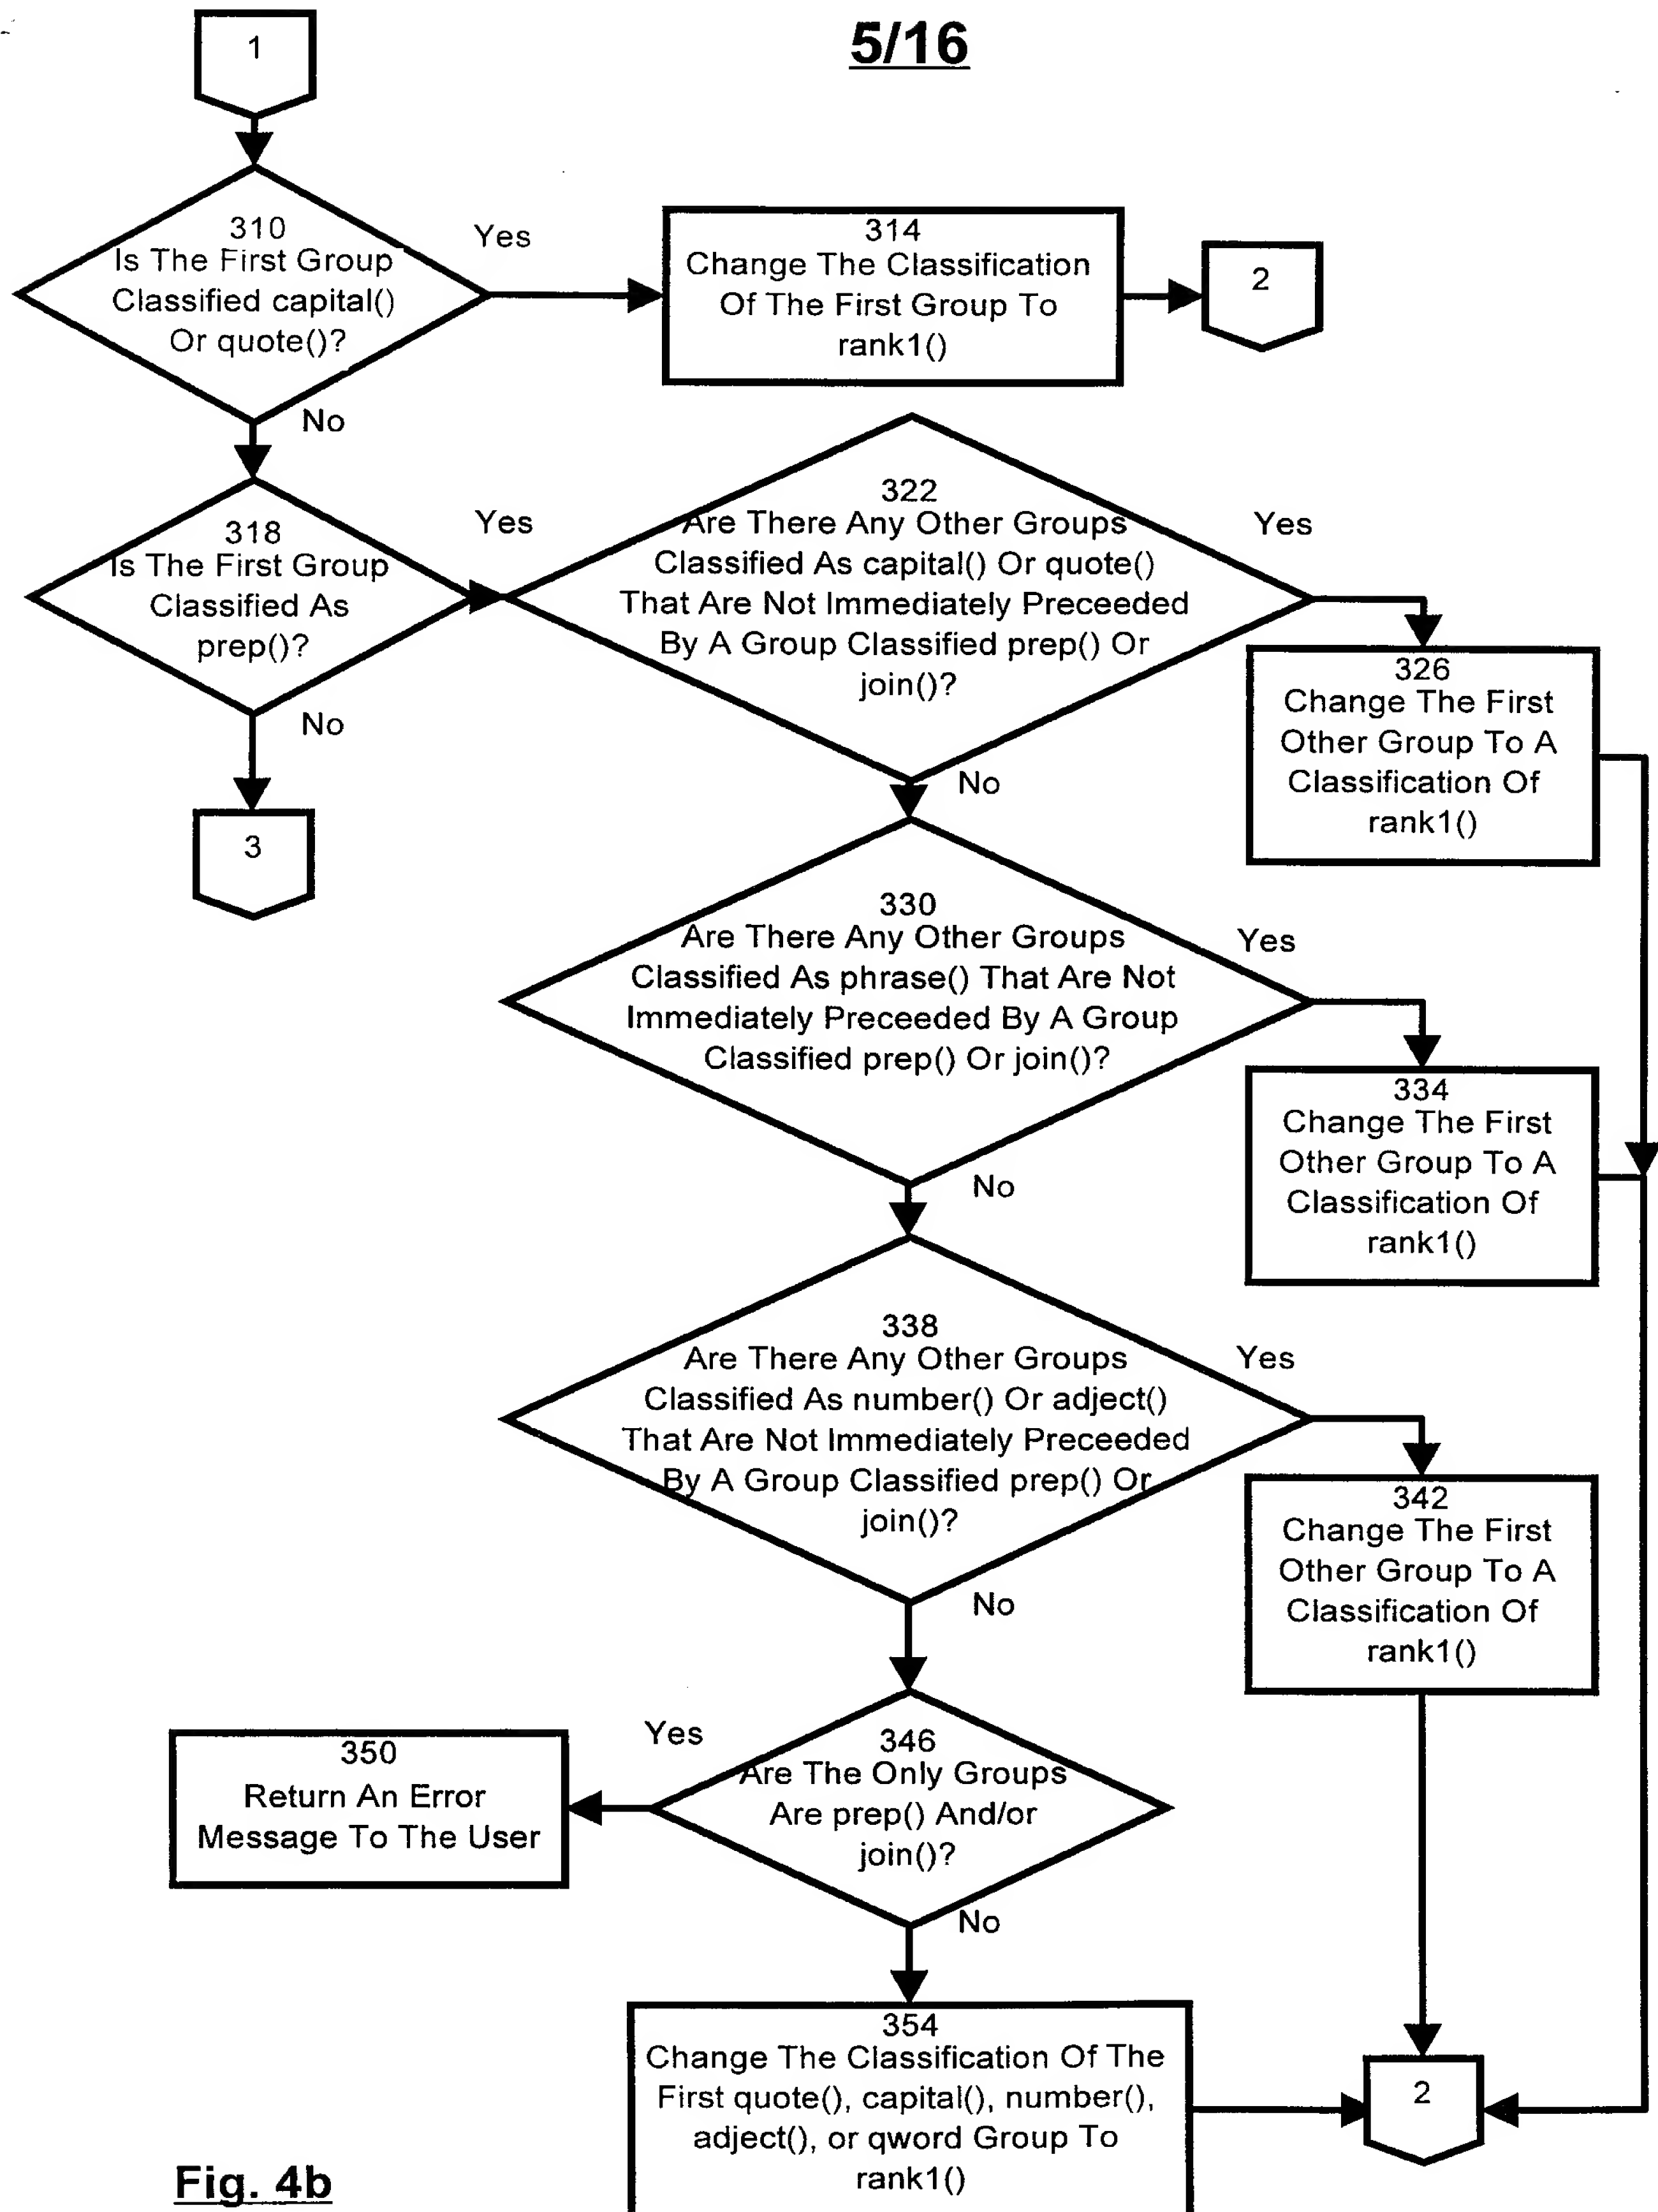 5/16
1
310
Is The First Group
Classified capital()
Or quote()?
Yes
314
Change The Classification
Of The First Group To
rank1()
2
No
318
Is The First Group
Classified As
prep()?
Yes
322
Are There Any Other Groups
Classified As capital() Or quote()
That Are Not Immediately Preceeded
By A Group Classified prep() Or
join()?
Yes
326
Change The First
Other Group To A
Classification Of
rank1()
No
3
No
330
Are There Any Other Groups
Classified As phrase() That Are Not
Immediately Preceeded By A Group
Classified prep() Or join()?
Yes
334
Change The First
Other Group To A
Classification Of
rank1()
No
338
Are There Any Other Groups
Classified As number() Or adject()
That Are Not Immediately Preceeded
By A Group Classified prep() Or
join()?
Yes
342
Change The First
Other Group To A
Classification Of
rank1()
No
346
Are The Only Groups
Are prep() And/or
join()?
Yes
350
Return An Error
Message To The User
No
354
Change The Classification Of The
First quote(), capital(), number(),
adject(), or qword Group To
rank1()
2
Fig. 4b